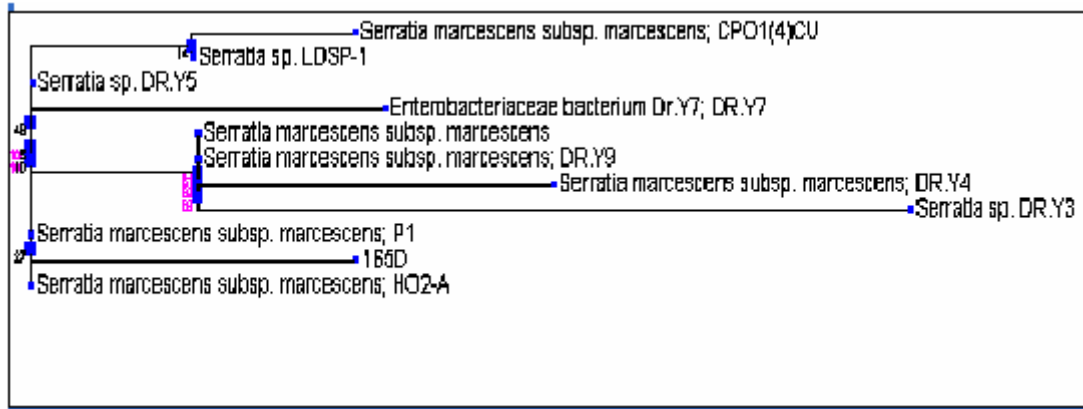 Serratia marcescens subsp. marcescens; CPO1(4)CU
Serratia sp. LDSP-1
Serratia sp. DR.Y5
Enterobacteriaceae bacterium Dr.Y7; DR.Y7
Serratia marcescens subsp. marcescens
Serratia marcescens subsp. marcescens; DR.Y9
Serratia marcescens subsp. marcescens; DR.Y4
Serratia sp. DR.Y3
Serratia marcescens subsp. marcescens; P1
165D
Serratia marcescens subsp. marcescens; HO2-A